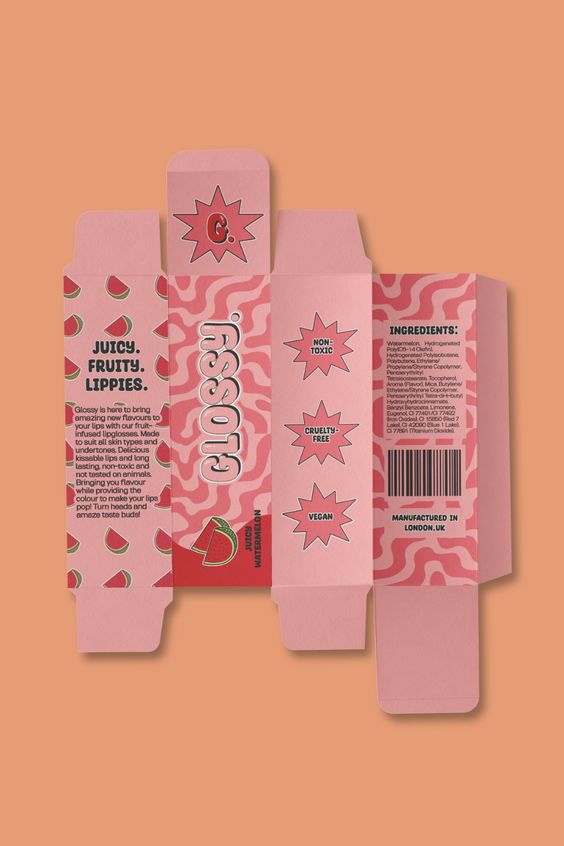 G.
JUICY.
FRUITY.
LIPPIES.
Glossy is here to bring
amazing new flavours to
your lips with our fruit-
infused lipglosses. Made
to suit all skin types and
undertones. Delicious
kissable lips and long
lasting, non-toxic and
not tested on animals.
Bringing you flavour
while providing the
colour to make your lips
pop! Turn heads and
amaze taste buds!
GLOSSY.
JUICY
WATERMELON
NON-
TOXIC
CRUELTY-
FREE
VEGAN
INGREDIENTS:
Watermelon, Hydrogenated
Poly(C6-14 Olefin),
Hydrogenated Polyisobutene,
Polybutene, Ethylene/
Propylene/Styrene Copolymer,
Pentaerythrityl
Tetraisostearate, Tocopherol,
Aroma (Flavor), Mica, Butylene/
Ethylene/Styrene Copolymer,
Pentaerythrityl Tetra-di-t-butyl
Hydroxyhydrocinnamate,
Benzyl Benzoate, Limonene,
Eugenol, CI 77491,CI 77492
(Iron Oxides), CI 15850 (Red 7
Lake), CI 42090 (Blue 1 Lake),
CI 77891 (Titanium Dioxide).
MANUFACTURED IN
LONDON,UK